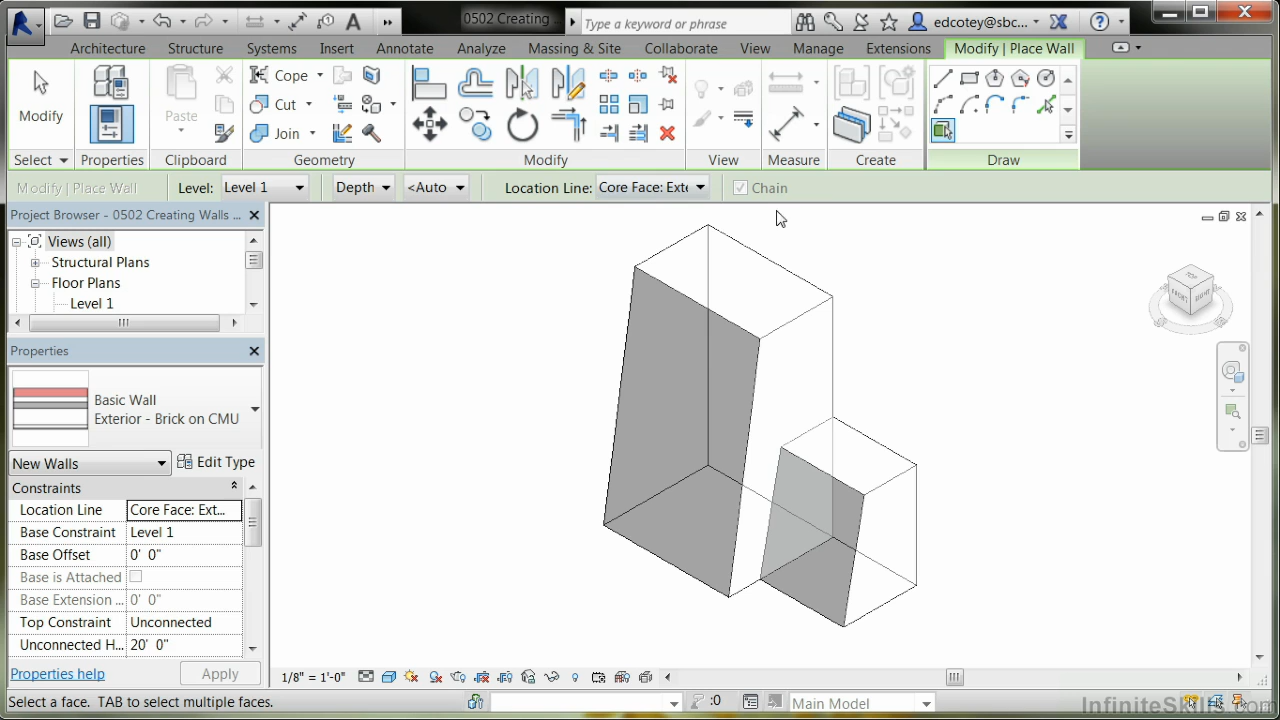 0502 Creating
Type a keyword or phrase
edcotey@sbc...
Architecture Structure Systems Insert Annotate Analyze Massing & Site Collaborate View Manage Extensions Modify | Place Wall
Modify
Paste
Cope
Cut
Join
Select Properties Clipboard Geometry Modify View Measure Create Draw
Modify | Place Wall Level: Level 1 Depth <Auto Location Line: Core Face: Exte Chain
Project Browser - 0502 Creating Walls ...
Views (all)
Structural Plans
Floor Plans
Level 1
Properties
Basic Wall
Exterior - Brick on CMU
New Walls Edit Type
Constraints
Location Line Core Face: Ext...
Base Constraint Level 1
Base Offset 0' 0"
Base is Attached
Base Extension ... 0' 0"
Top Constraint Unconnected
Unconnected H... 20' 0"
Properties help Apply
1/8" = 1'-0"
Select a face. TAB to select multiple faces.
:0
Main Model
InfiniteSkills.com
TOP
FRONT
RIGHT